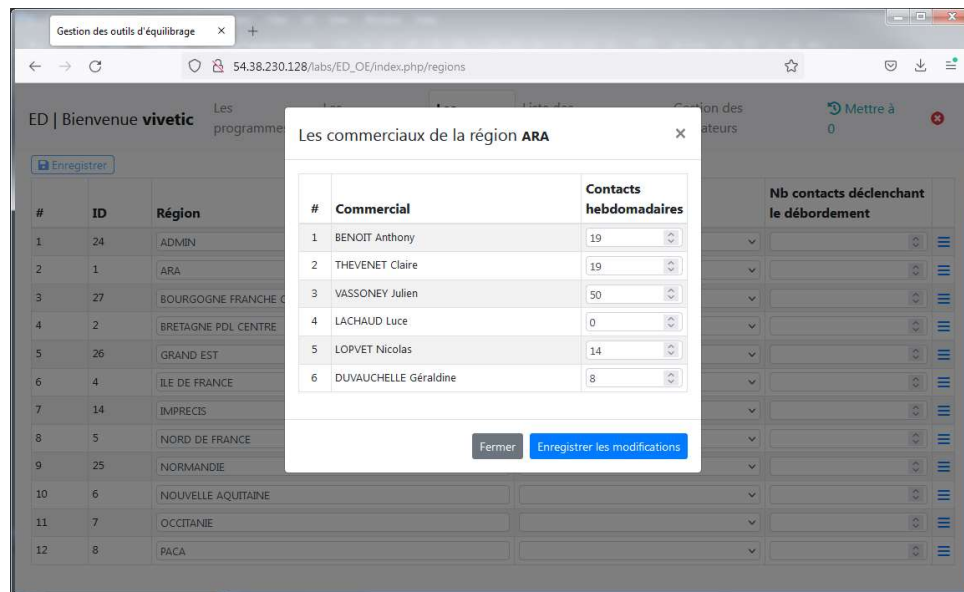 Gestion des outils d'équilibrage
54.38.230.128/labs/ED_OE/index.php/regions
ED | Bienvenue vivetic
Les programmes
Gestion des
Mettre à 0
Enregistrer
# ID Région Nb contacts déclenchant le débordement
1 24 ADMIN
2 1 ARA
3 27 BOURGOGNE FRANCHE
4 2 BRETAGNE PDL CENTRE
5 26 GRAND EST
6 4 ILE DE FRANCE
7 14 IMPRECIS
8 5 NORD DE FRANCE
9 25 NORMANDIE
10 6 NOUVELLE AQUITAINE
11 7 OCCITANIE
12 8 PACA
Les commerciaux de la région ARA
# Commercial Contacts hebdomadaires
1 BENOIT Anthony 19
2 THEVENET Claire 19
3 VASSONEY Julien 50
4 LACHAUD Luce 0
5 LOPVET Nicolas 14
6 DUVAUCHELLE Géraldine 8
Fermer Enregistrer les modifications